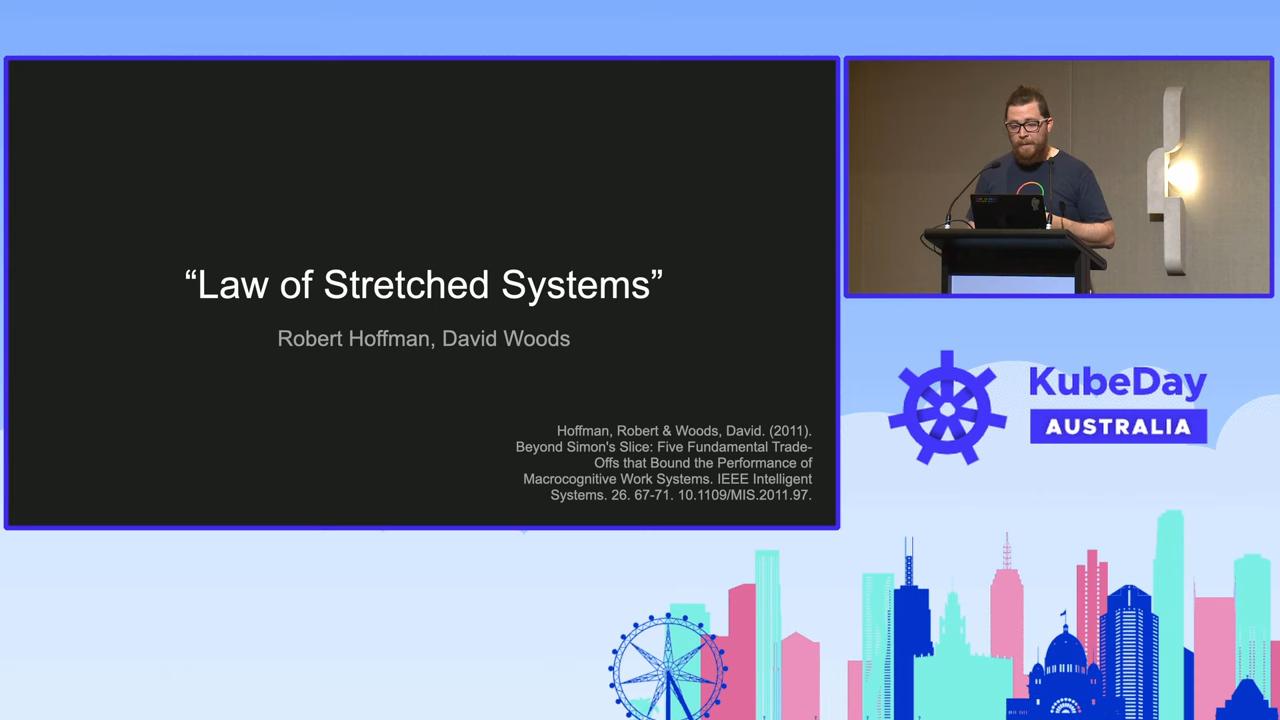 “Law of Stretched Systems”
Robert Hoffman, David Woods
Hoffman, Robert & Woods, David. (2011).
Beyond Simon's Slice: Five Fundamental Trade-
Offs that Bound the Performance of
Macrocognitive Work Systems. IEEE Intelligent
Systems. 26. 67-71. 10.1109/MIS.2011.97.
KubeDay
AUSTRALIA